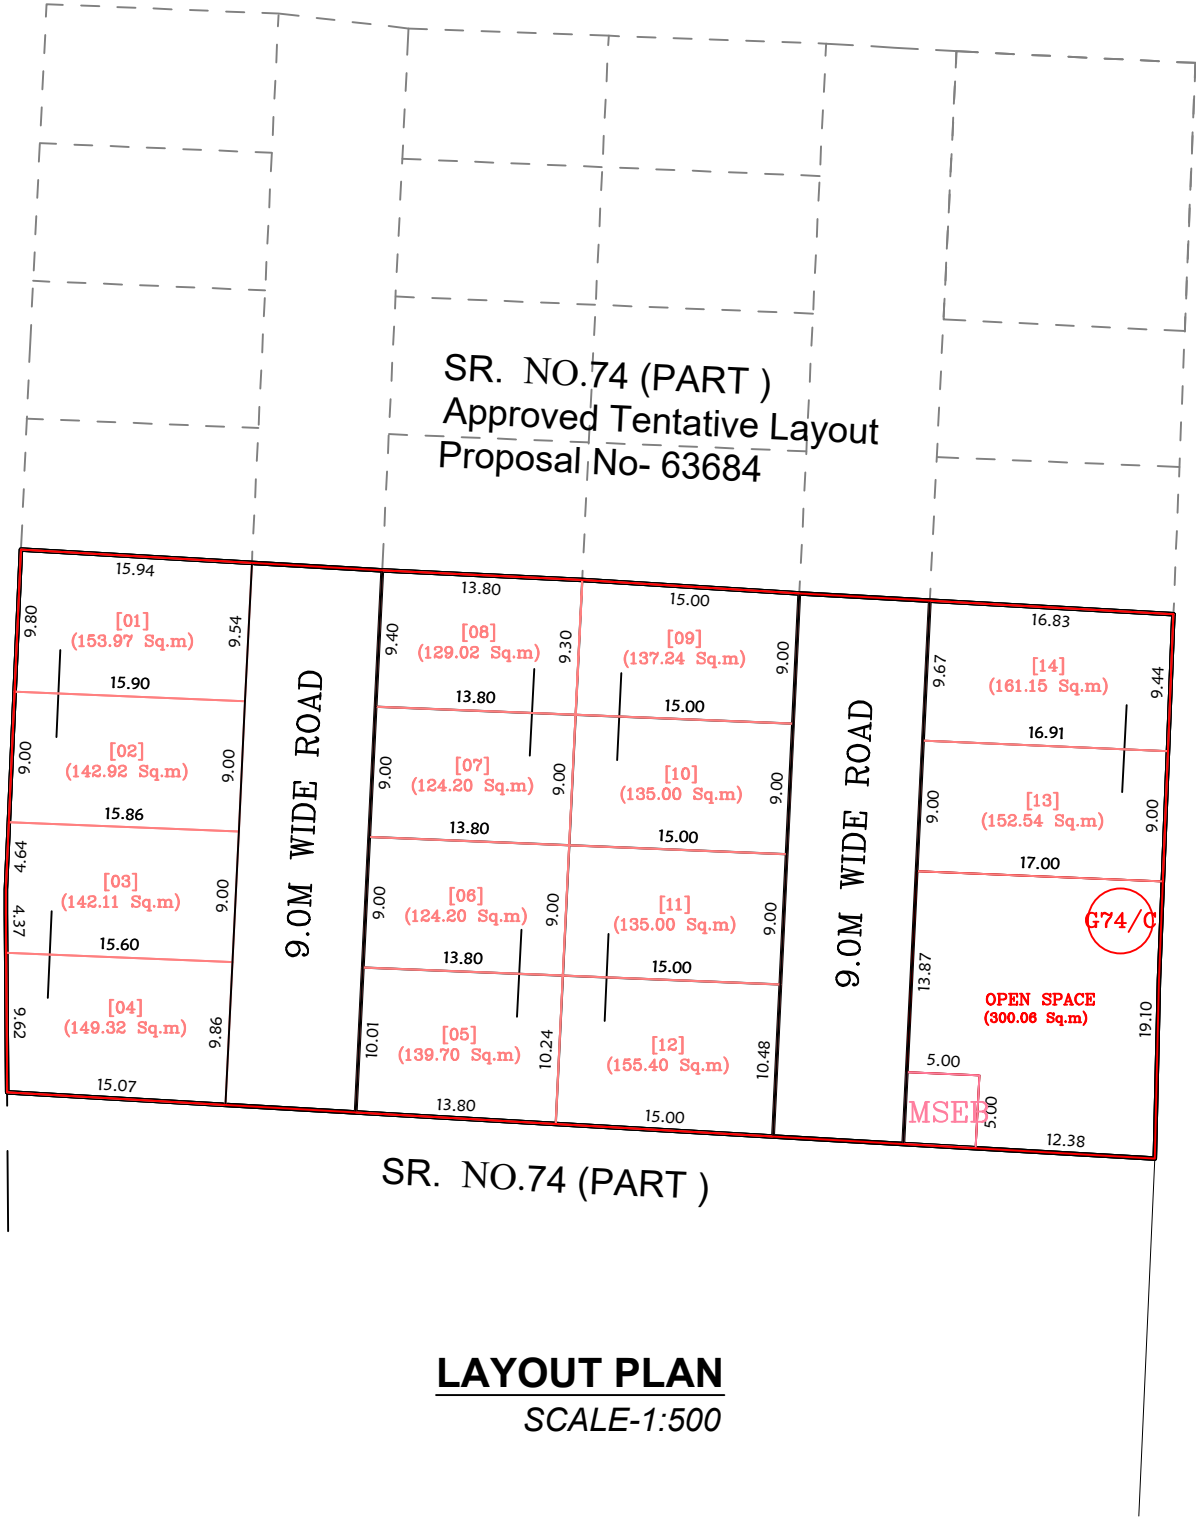 SR. NO.74 (PART )
Approved Tentative Layout
Proposal No- 63684
15.94
9.80
[01]
(153.97 Sq.m)
9.54
15.90
9.00
[02]
(142.92 Sq.m)
9.00
15.86
4.94
4.37
[03]
(142.11 Sq.m)
9.00
15.60
9.62
[04]
(149.32 Sq.m)
9.86
15.07
9.0M WIDE ROAD
13.80
9.40
[08]
(129.02 Sq.m)
9.30
13.80
9.00
[07]
(124.20 Sq.m)
9.00
13.80
9.00
[06]
(124.20 Sq.m)
9.00
13.80
10.01
[05]
(139.70 Sq.m)
10.24
13.80
15.00
[09]
(137.24 Sq.m)
9.00
15.00
[10]
(135.00 Sq.m)
9.00
15.00
[11]
(135.00 Sq.m)
9.00
15.00
[12]
(155.40 Sq.m)
10.48
15.00
9.0M WIDE ROAD
16.83
9.67
[14]
(161.15 Sq.m)
9.44
16.91
9.00
[13]
(152.54 Sq.m)
9.00
17.00
G74/C
13.87
OPEN SPACE
(300.06 Sq.m)
19.10
5.00
MSEB
5.00
12.38
SR. NO.74 (PART )
LAYOUT PLAN
SCALE-1:500